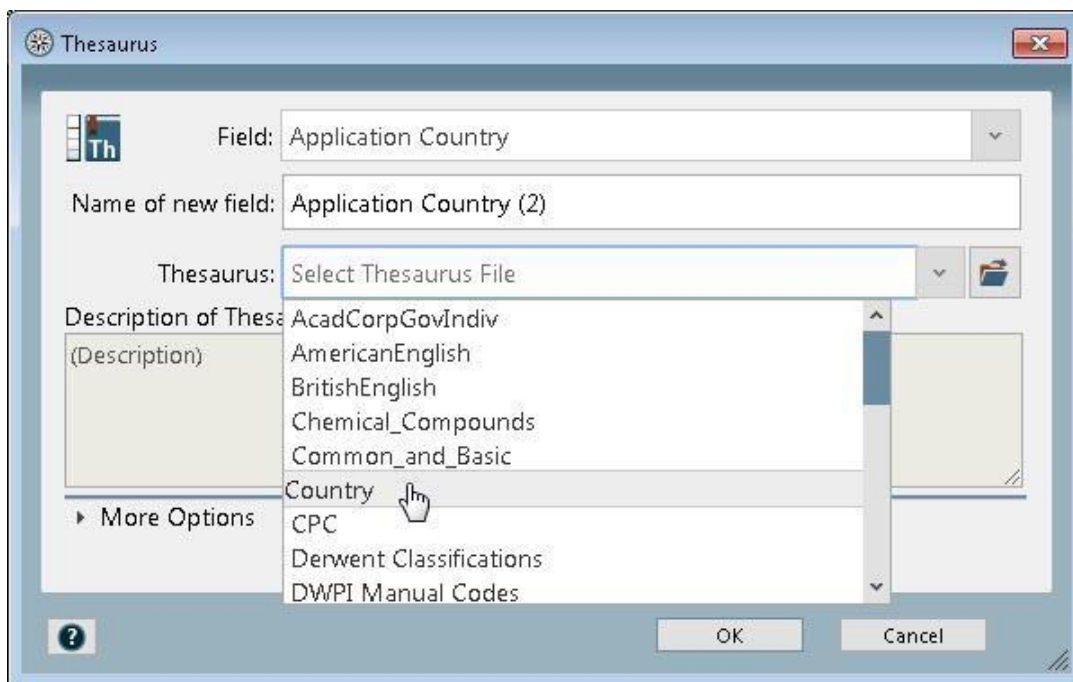 Thesaurus
Th
Field: Application Country
Name of new field: Application Country (2)
Thesaurus: Select Thesaurus File
Description of Thesa
(Description)
AcadCorpGovIndiv
AmericanEnglish
BritishEnglish
Chemical_Compounds
Common_and_Basic
Country
CPC
Derwent Classifications
DWPI Manual Codes
More Options
?
OK Cancel